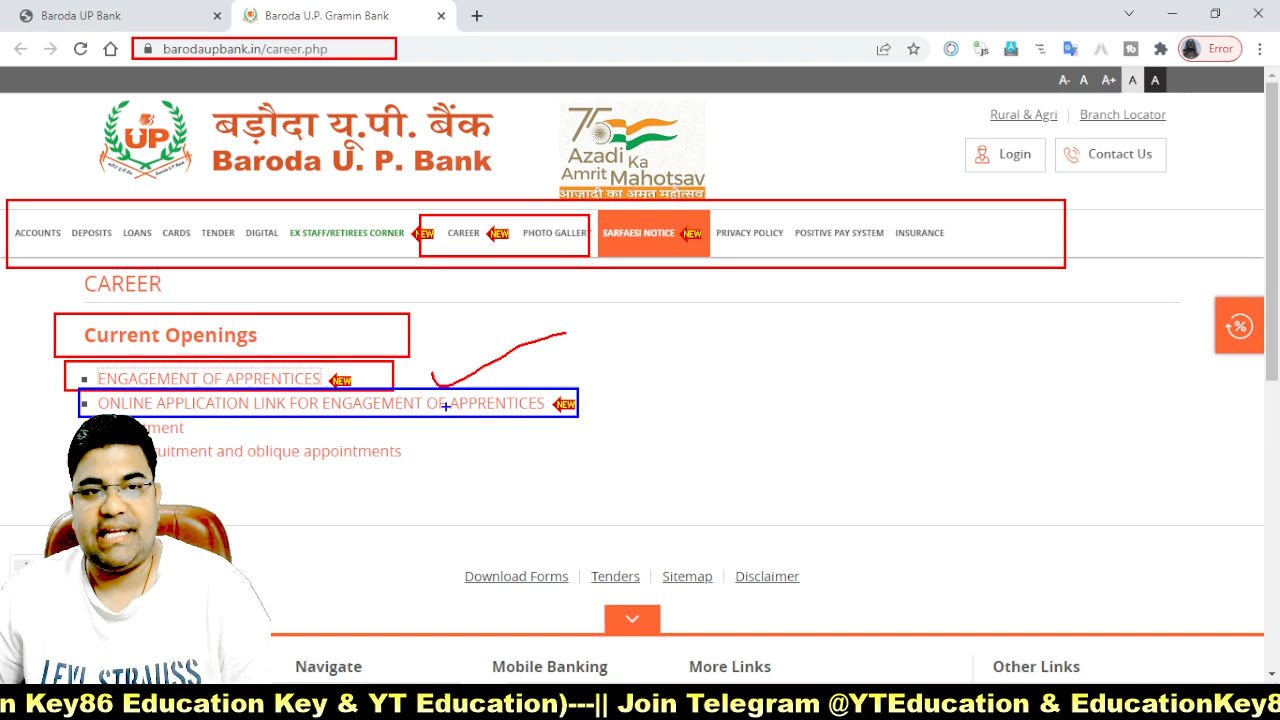 Baroda UP Bank
Baroda U.P. Gramin Bank
barodaupbank.in/career.php
Error
A- A A+ A A
UP
बड़ौदा यू.पी. बैंक
Baroda U. P. Bank
75
Azadi Ka
Amrit Mahotsav
आज़ादी का अमृत महोत्सव
Rural & Agri
Branch Locator
Login
Contact Us
ACCOUNTS DEPOSITS LOANS CARDS TENDER DIGITAL EX STAFF/RETIREES CORNER NEW CAREER NEW PHOTO GALLERY SARFAESI NOTICE NEW PRIVACY POLICY POSITIVE PAY SYSTEM INSURANCE
CAREER
Current Openings
ENGAGEMENT OF APPRENTICES NEW
ONLINE APPLICATION LINK FOR ENGAGEMENT OF APPRENTICES NEW
and oblique appointments
%
Download Forms
Tenders
Sitemap
Disclaimer
LEVI STRAUSS
Navigate
Mobile Banking
More Links
Other Links
n Key86 Education Key & YT Education)---|| Join Telegram @YTEducation & EducationKey8